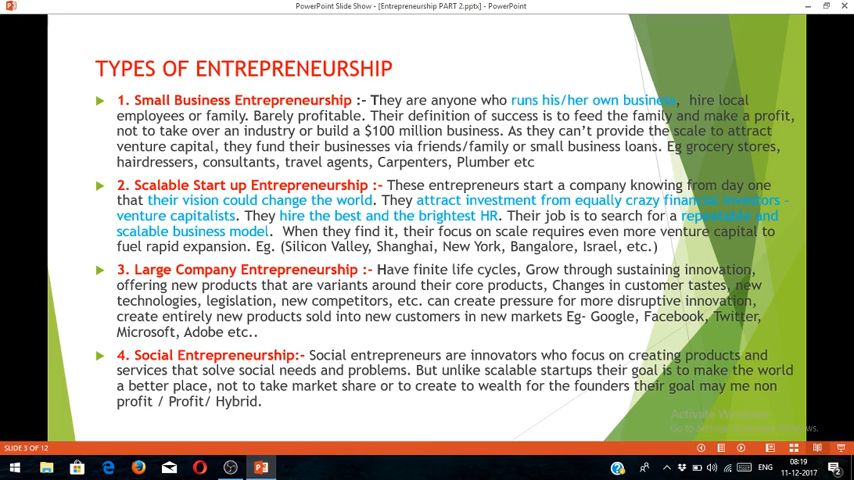 PowerPoint Slide Show - [Entrepreneurship PART 2.pptx] - PowerPoint
TYPES OF ENTREPRENEURSHIP
1. Small Business Entrepreneurship :- They are anyone who runs his/her own business, hire local
employees or family. Barely profitable. Their definition of success is to feed the family and make a profit,
not to take over an industry or build a $100 million business. As they can't provide the scale to attract
venture capital, they fund their businesses via friends/family or small business loans. Eg grocery stores,
hairdressers, consultants, travel agents, Carpenters, Plumber etc
2. Scalable Start up Entrepreneurship :- These entrepreneurs start a company knowing from day one
that their vision could change the world. They attract investment from equally crazy financial investors –
venture capitalists. They hire the best and the brightest HR. Their job is to search for a repeatable and
scalable business model. When they find it, their focus on scale requires even more venture capital to
fuel rapid expansion. Eg. (Silicon Valley, Shanghai, New York, Bangalore, Israel, etc.)
3. Large Company Entrepreneurship :- Have finite life cycles, Grow through sustaining innovation,
offering new products that are variants around their core products, Changes in customer tastes, new
technologies, legislation, new competitors, etc. can create pressure for more disruptive innovation,
create entirely new products sold into new customers in new markets Eg- Google, Facebook, Twitter,
Microsoft, Adobe etc..
4. Social Entrepreneurship:- Social entrepreneurs are innovators who focus on creating products and
services that solve social needs and problems. But unlike scalable startups their goal is to make the world
a better place, not to take market share or to create to wealth for the founders their goal may me non
profit / Profit/ Hybrid.
Activate Windows
Go to Settings to activate Windows.
SLIDE 3 OF 12
ENG
08:19
11-12-2017
2